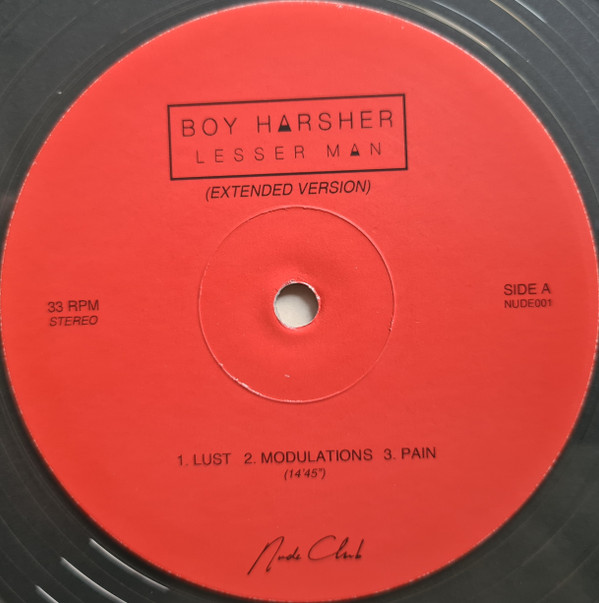 BOY HARSHER
LESSER MAN
(EXTENDED VERSION)
33 RPM
STEREO
SIDE A
NUDE001
1. LUST 2. MODULATIONS 3. PAIN
(14'45")
Nude Club